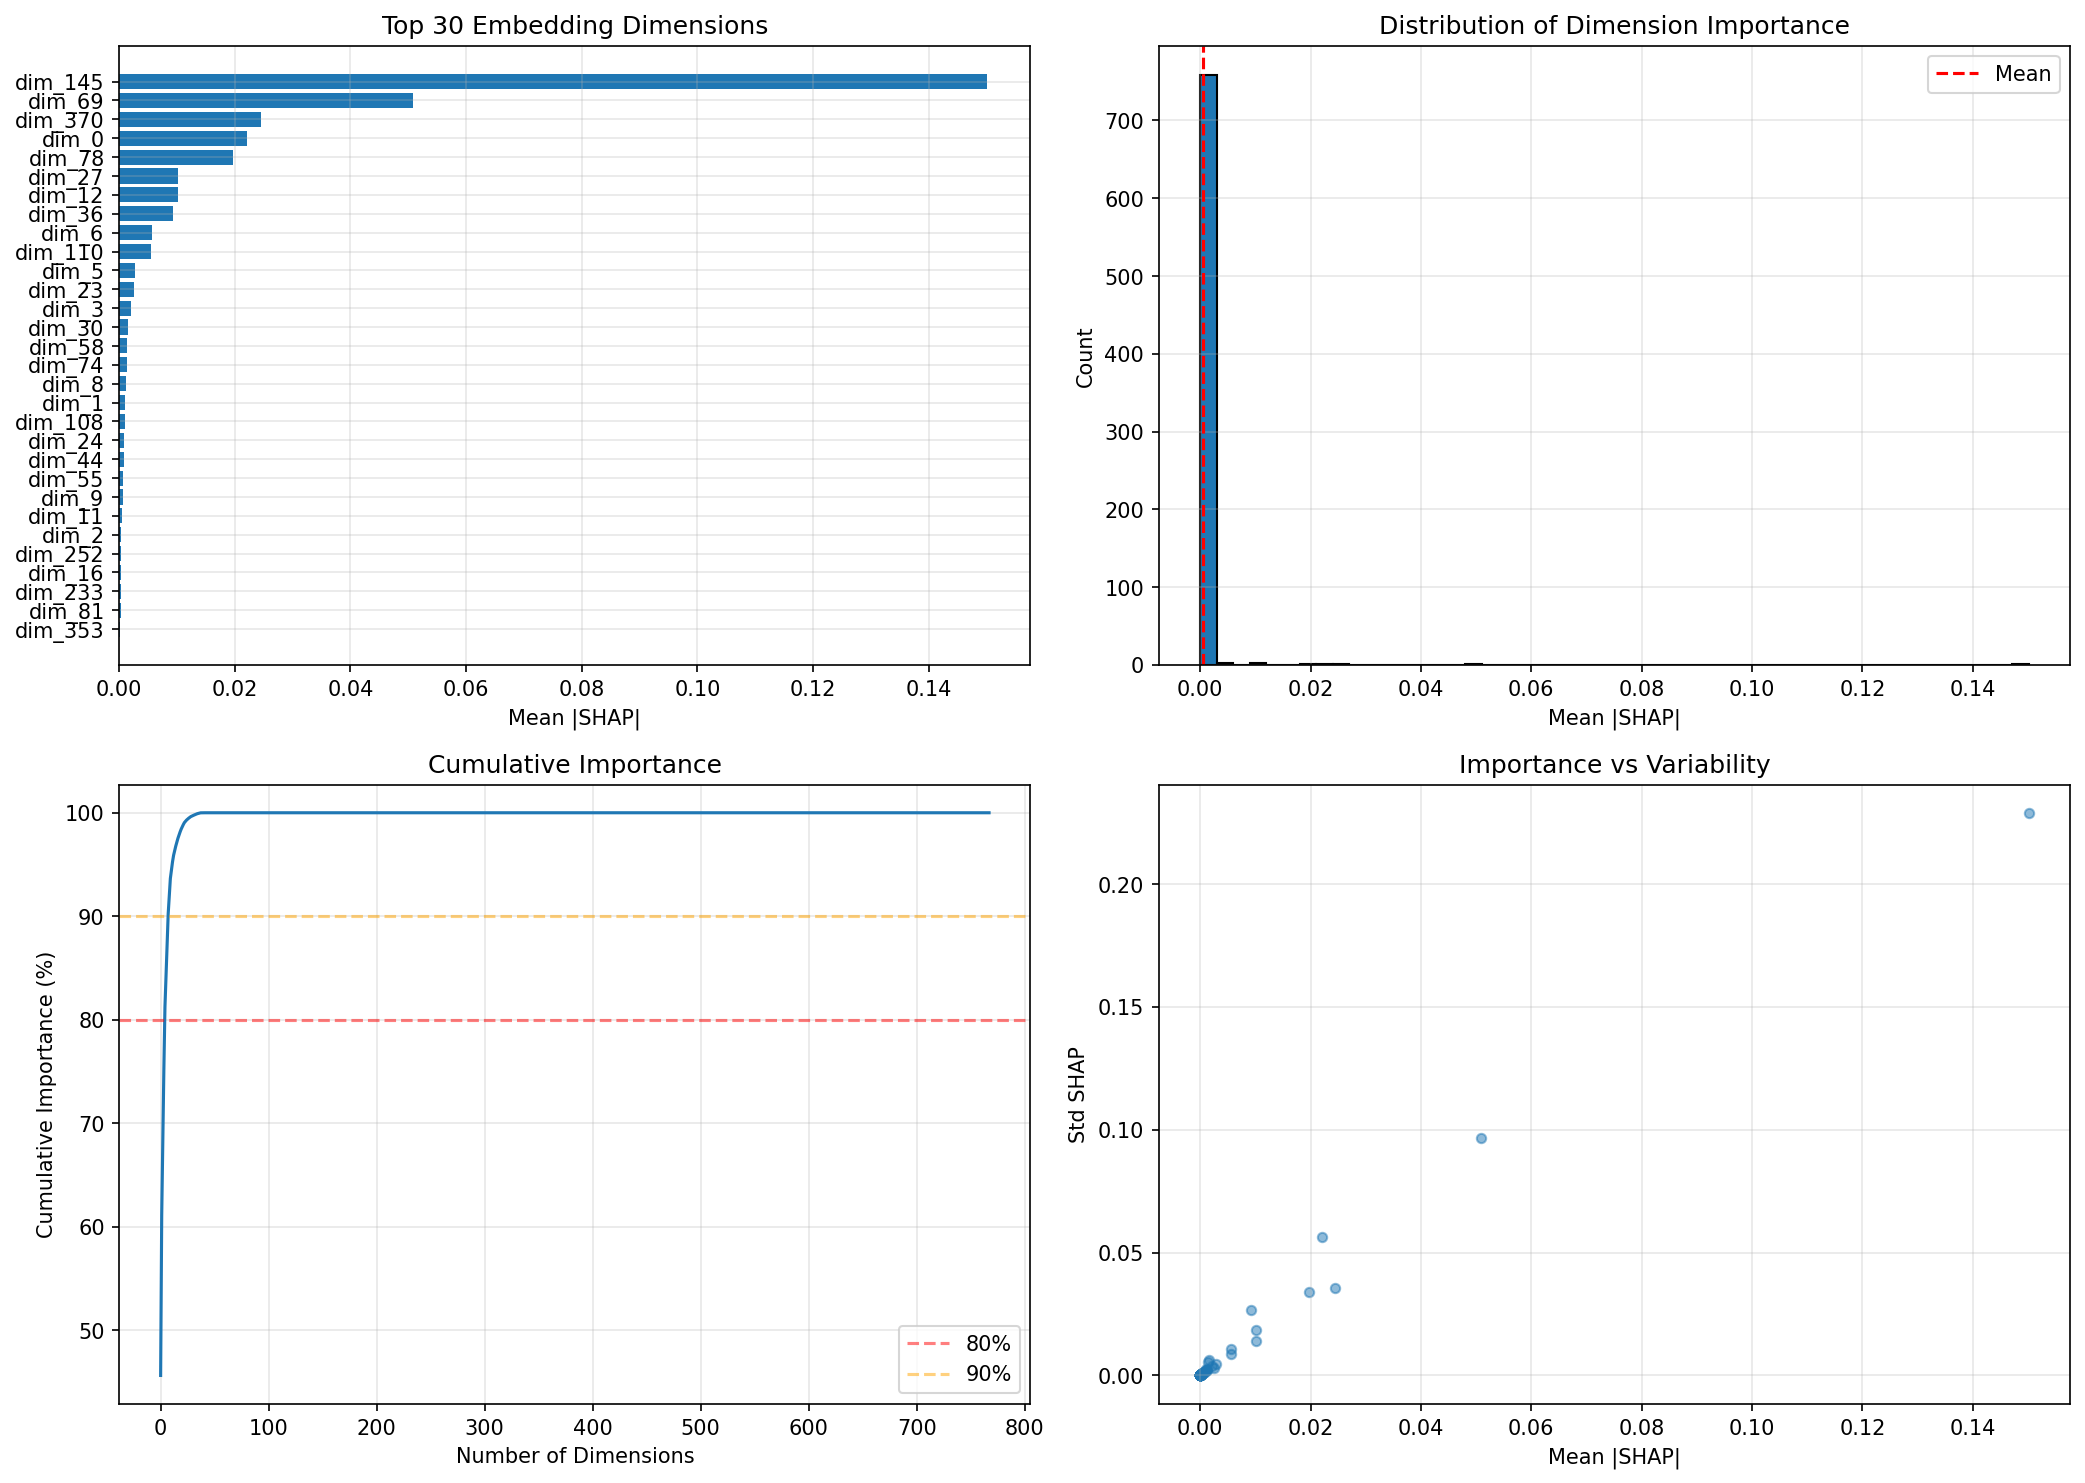 Top 30 Embedding Dimensions
dim_145
dim_69
dim_370
dim_0
dim_78
dim_27
dim_12
dim_36
dim_6
dim_110
dim_5
dim_23
dim_3
dim_30
dim_58
dim_74
dim_8
dim_1
dim_108
dim_24
dim_44
dim_55
dim_9
dim_11
dim_2
dim_252
dim_16
dim_233
dim_81
dim_353
0.00 0.02 0.04 0.06 0.08 0.10 0.12 0.14
Mean |SHAP|
Distribution of Dimension Importance
Mean
Count
700
600
500
400
300
200
100
0
0.00 0.02 0.04 0.06 0.08 0.10 0.12 0.14
Mean |SHAP|
Cumulative Importance
Cumulative Importance (%)
100
90
80
70
60
50
80%
90%
0 100 200 300 400 500 600 700 800
Number of Dimensions
Importance vs Variability
Std SHAP
0.20
0.15
0.10
0.05
0.00
0.00 0.02 0.04 0.06 0.08 0.10 0.12 0.14
Mean |SHAP|